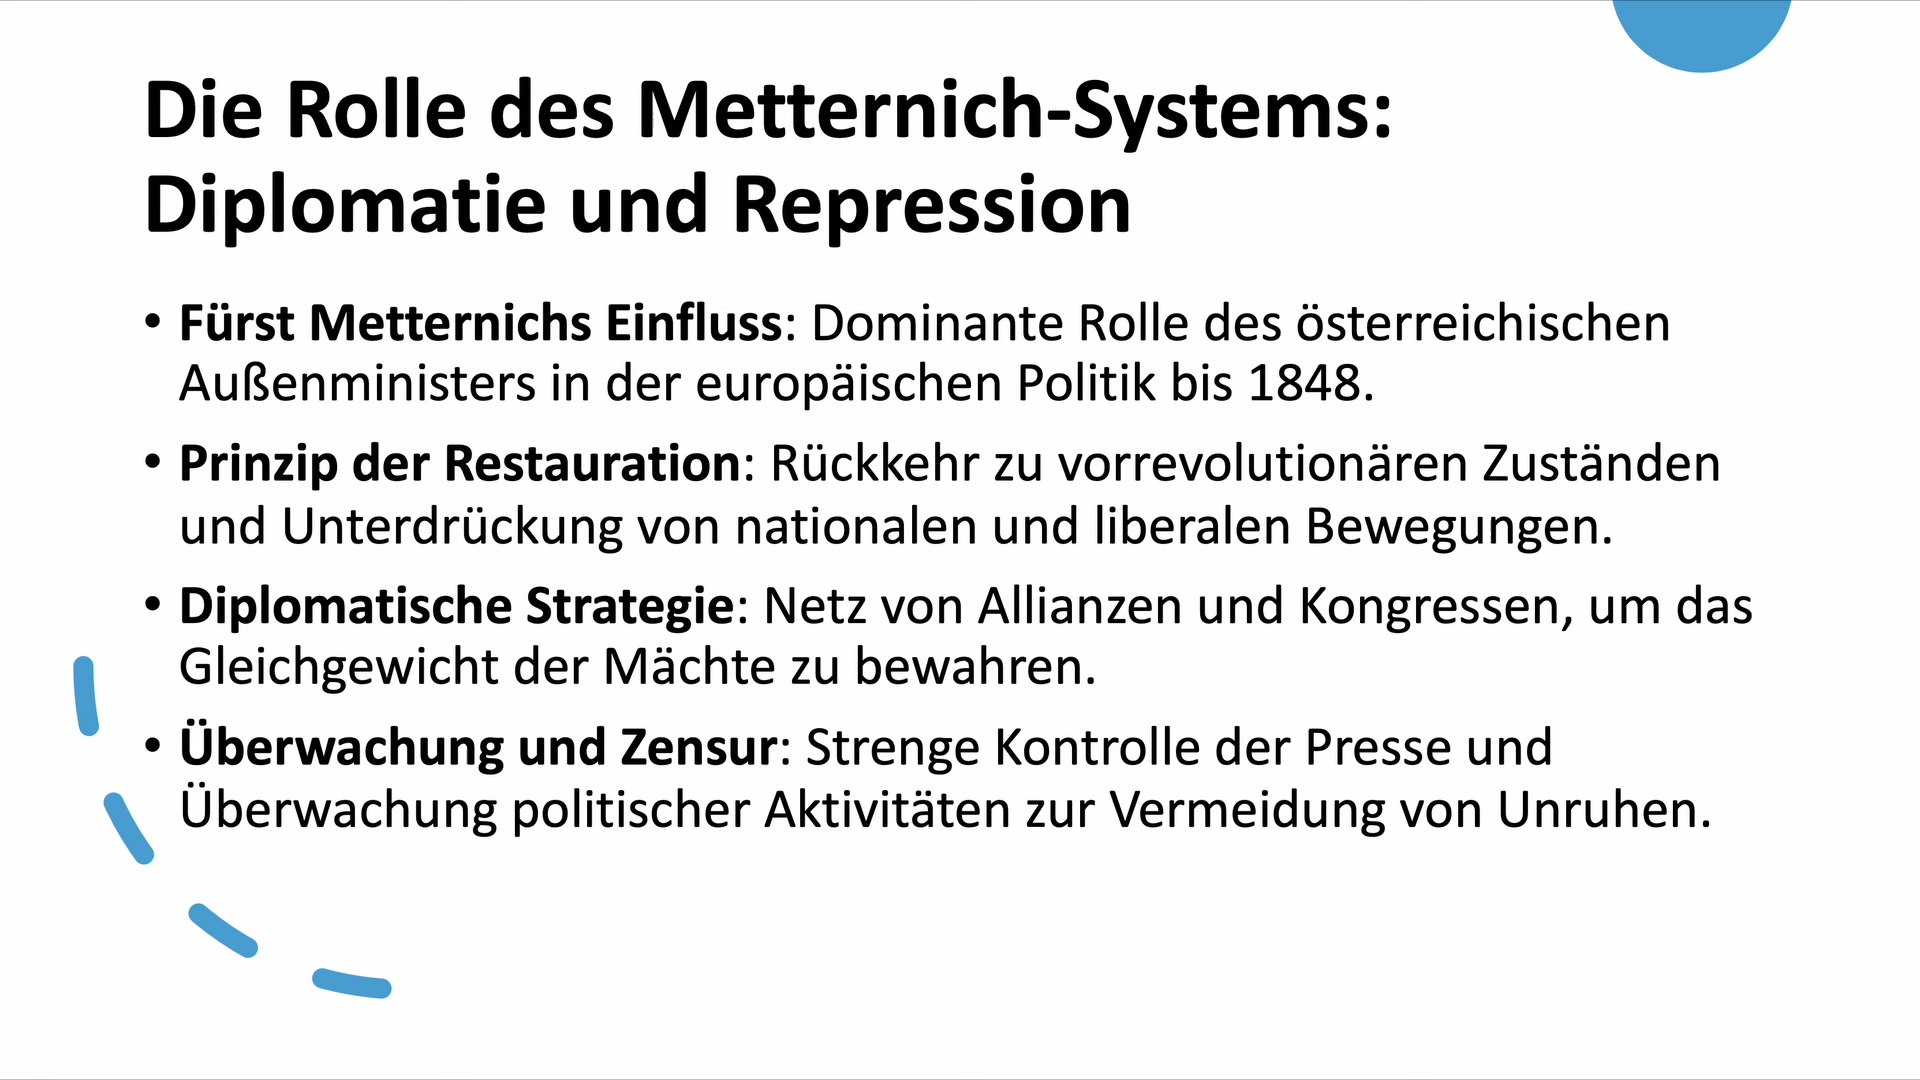 Die Rolle des Metternich-Systems:
Diplomatie und Repression
• Fürst Metternichs Einfluss: Dominante Rolle des österreichischen
Außenministers in der europäischen Politik bis 1848.
• Prinzip der Restauration: Rückkehr zu vorrevolutionären Zuständen
und Unterdrückung von nationalen und liberalen Bewegungen.
• Diplomatische Strategie: Netz von Allianzen und Kongressen, um das
Gleichgewicht der Mächte zu bewahren.
• Überwachung und Zensur: Strenge Kontrolle der Presse und
Überwachung politischer Aktivitäten zur Vermeidung von Unruhen.